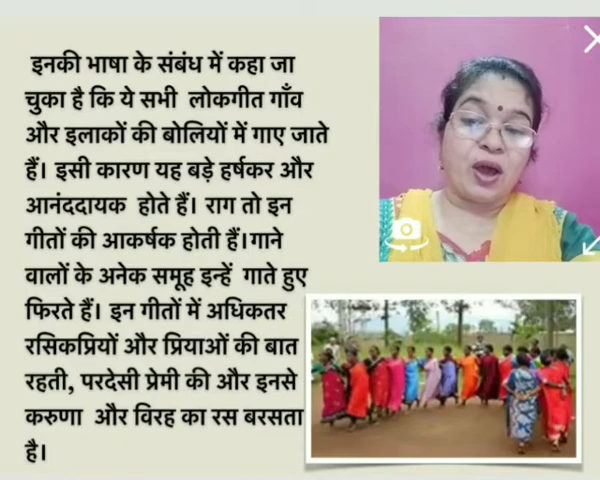 इनकी भाषा के संबंध में कहा जा
चुका है कि ये सभी लोकगीत गाँव
और इलाकों की बोलियों में गाए जाते
हैं। इसी कारण यह बड़े हर्षकर और
आनंददायक होते हैं। राग तो इन
गीतों की आकर्षक होती हैं।गाने
वालों के अनेक समूह इन्हें गाते हुए
फिरते हैं। इन गीतों में अधिकतर
रसिकप्रियों और प्रियाओं की बात
रहती, परदेसी प्रेमी की और इनसे
करुणा और विरह का रस बरसता
है।